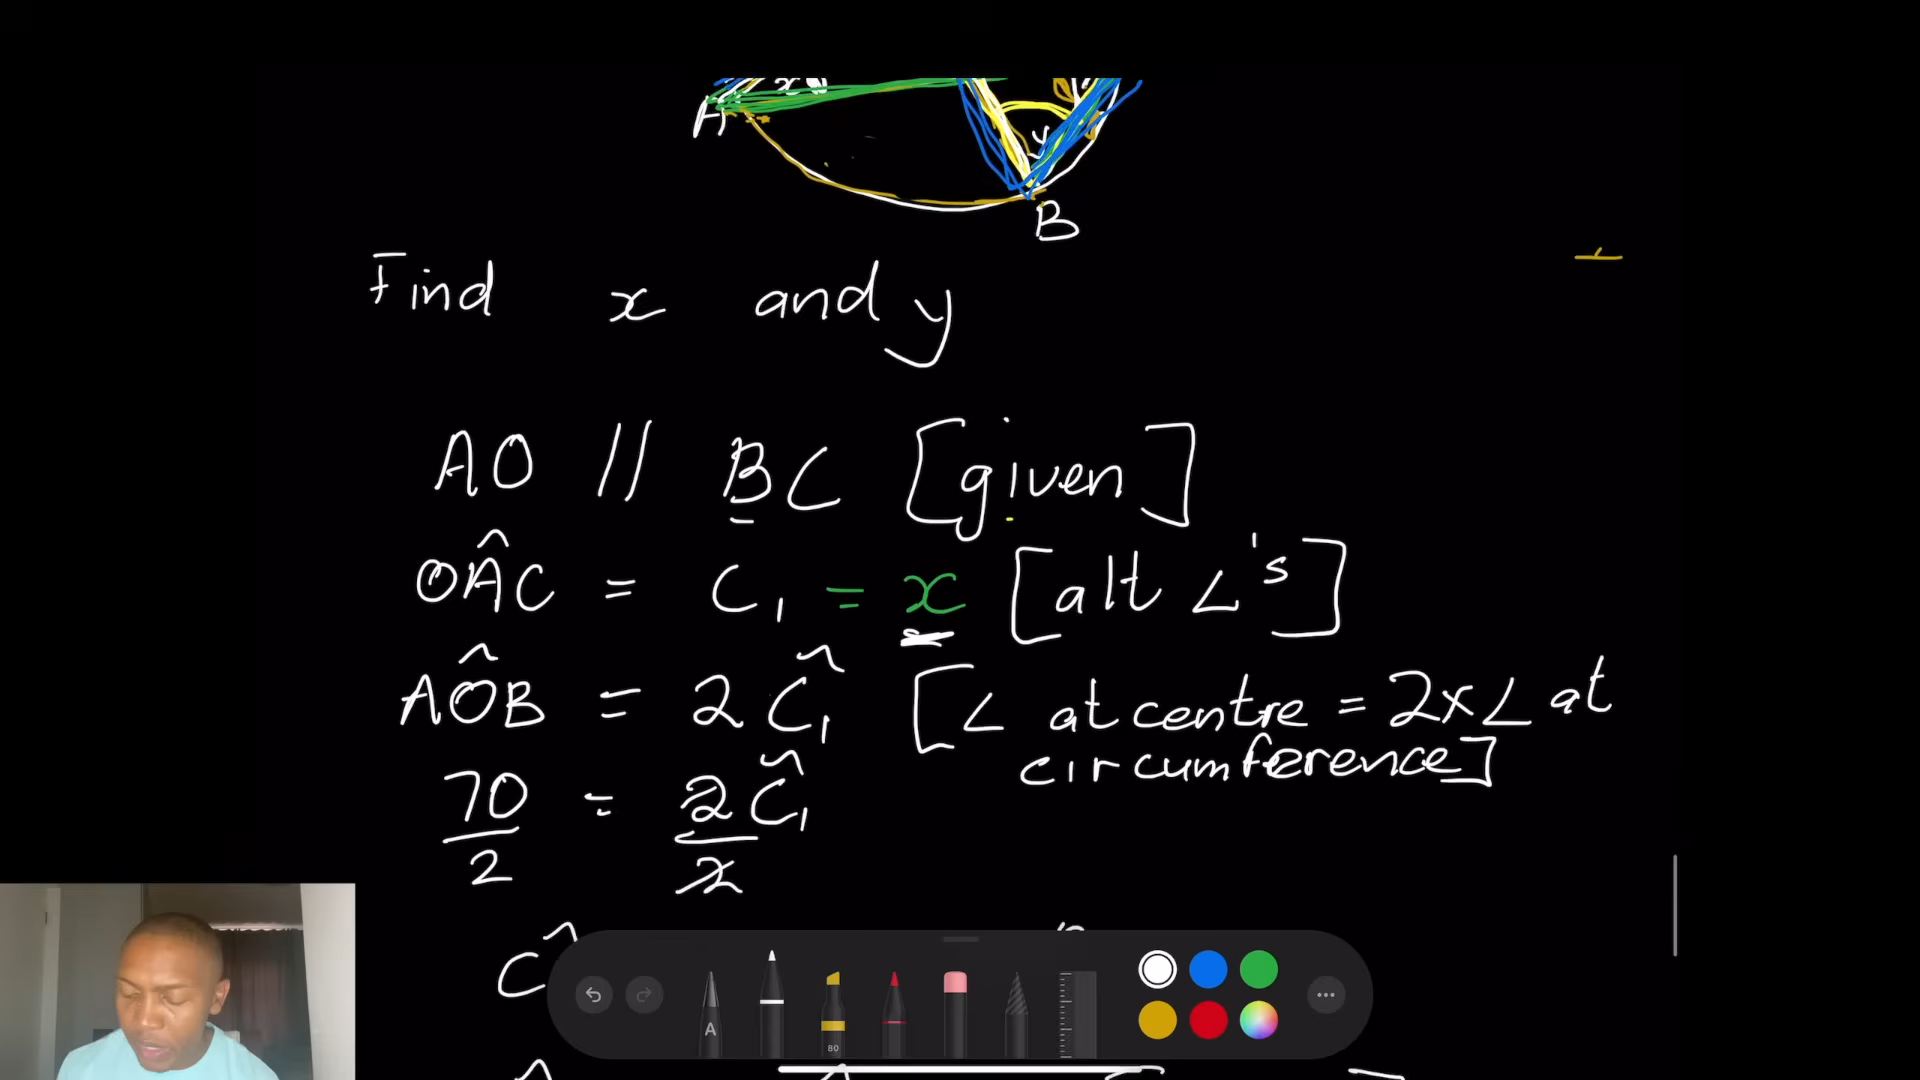 x
A
y
B
Find x and y
AO // BC [given]
OÂC = C₁ = x [alt ∠'s]
AÔB = 2Ĉ₁ [∠ at centre = 2x∠ at
circumference]
70/2 = 2Ĉ₁/2
Ĉ
A
80